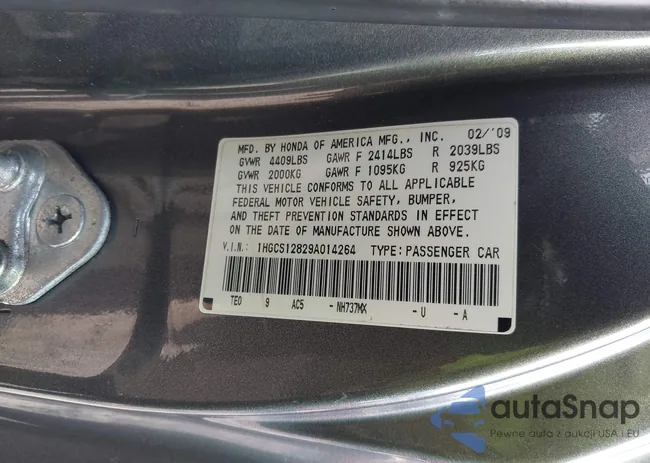 MFD. BY HONDA OF AMERICA MFG., INC. 02/'09
GVWR 4409LBS GAWR F 2414LBS R 2039LBS
GVWR 2000KG GAWR F 1095KG R 925KG
THIS VEHICLE CONFORMS TO ALL APPLICABLE
FEDERAL MOTOR VEHICLE SAFETY, BUMPER,
AND THEFT PREVENTION STANDARDS IN EFFECT
ON THE DATE OF MANUFACTURE SHOWN ABOVE.
V.I.N.: 1HGCS12829A014264 TYPE: PASSENGER CAR
TE0 9 AC5 - NH737MX - U - A
autaSnap
Pewne auta z aukcji USA i EU